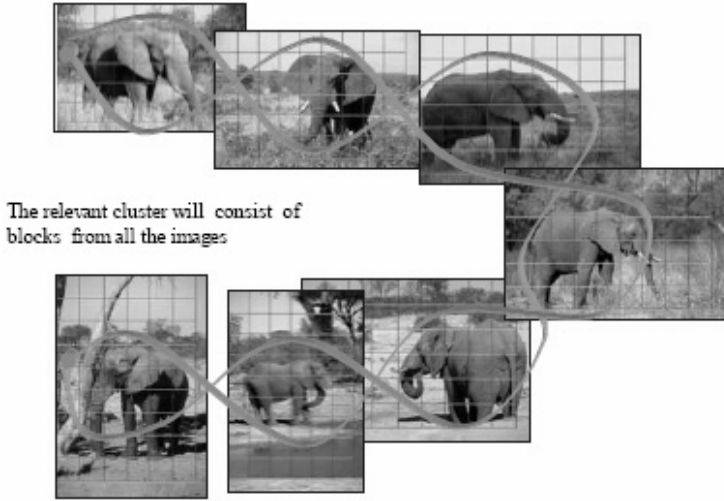 The relevant cluster will consist of
blocks from all the images